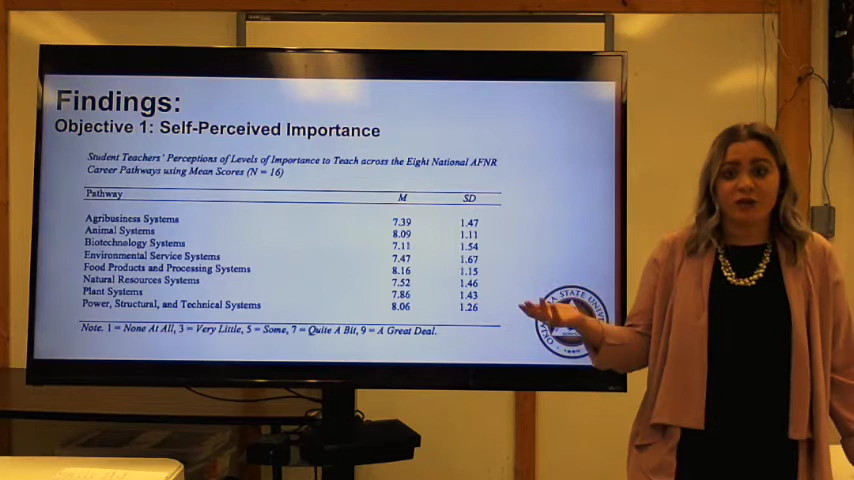 Findings:
Objective 1: Self-Perceived Importance
Student Teachers' Perceptions of Levels of Importance to Teach across the Eight National AFNR
Career Pathways using Mean Scores (N = 16)
Pathway M SD
Agribusiness Systems 7.39 1.47
Animal Systems 8.09 1.11
Biotechnology Systems 7.11 1.54
Environmental Service Systems 7.47 1.67
Food Products and Processing Systems 8.16 1.15
Natural Resources Systems 7.52 1.46
Plant Systems 7.86 1.43
Power, Structural, and Technical Systems 8.06 1.26
Note. 1 = None At All, 3 = Very Little, 5 = Some, 7 = Quite A Bit, 9 = A Great Deal.
STATE